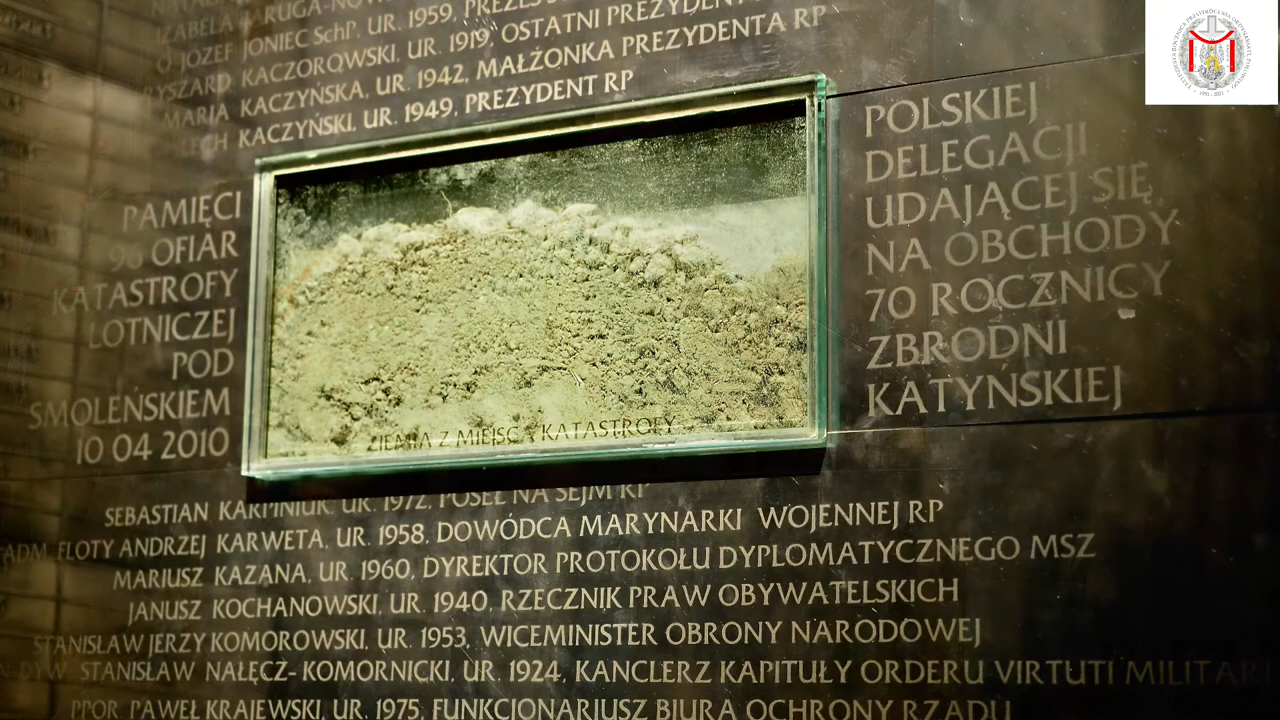 IZABELA JARUGA-NOW
O. JÓZEF JONIEC SchP, UR. 1959, PREZES
RYSZARD KACZOROWSKI, UR. 1919, OSTATNI PREZYDENT
MARIA KACZYŃSKA, UR. 1942, MAŁŻONKA PREZYDENTA RP
LECH KACZYŃSKI, UR. 1949, PREZYDENT RP
PAMIĘCI
96 OFIAR
KATASTROFY
LOTNICZEJ
POD
SMOLEŃSKIEM
10 04 2010
ZIEMIA Z MIEJSCA KATASTROFY
POLSKIEJ
DELEGACJI
UDAJĄCEJ SIĘ
NA OBCHODY
70 ROCZNICY
ZBRODNI
KATYŃSKIEJ
SEBASTIAN KARPINIUK, UR. 1972, POSEŁ NA SEJM RP
ADM. FLOTY ANDRZEJ KARWETA, UR. 1958, DOWÓDCA MARYNARKI WOJENNEJ RP
MARIUSZ KAZANA, UR. 1960, DYREKTOR PROTOKOŁU DYPLOMATYCZNEGO MSZ
JANUSZ KOCHANOWSKI, UR. 1940, RZECZNIK PRAW OBYWATELSKICH
STANISŁAW JERZY KOMOROWSKI, UR. 1953, WICEMINISTER OBRONY NARODOWEJ
STANISŁAW NAŁĘCZ-KOMORNICKI, UR. 1924, KANCLERZ KAPITUŁY ORDERU VIRTUTI MILITARI
PPOR. PAWEŁ KRAJEWSKI, UR. 1975, FUNKCJONARIUSZ BIURA OCHRONY RZĄDU